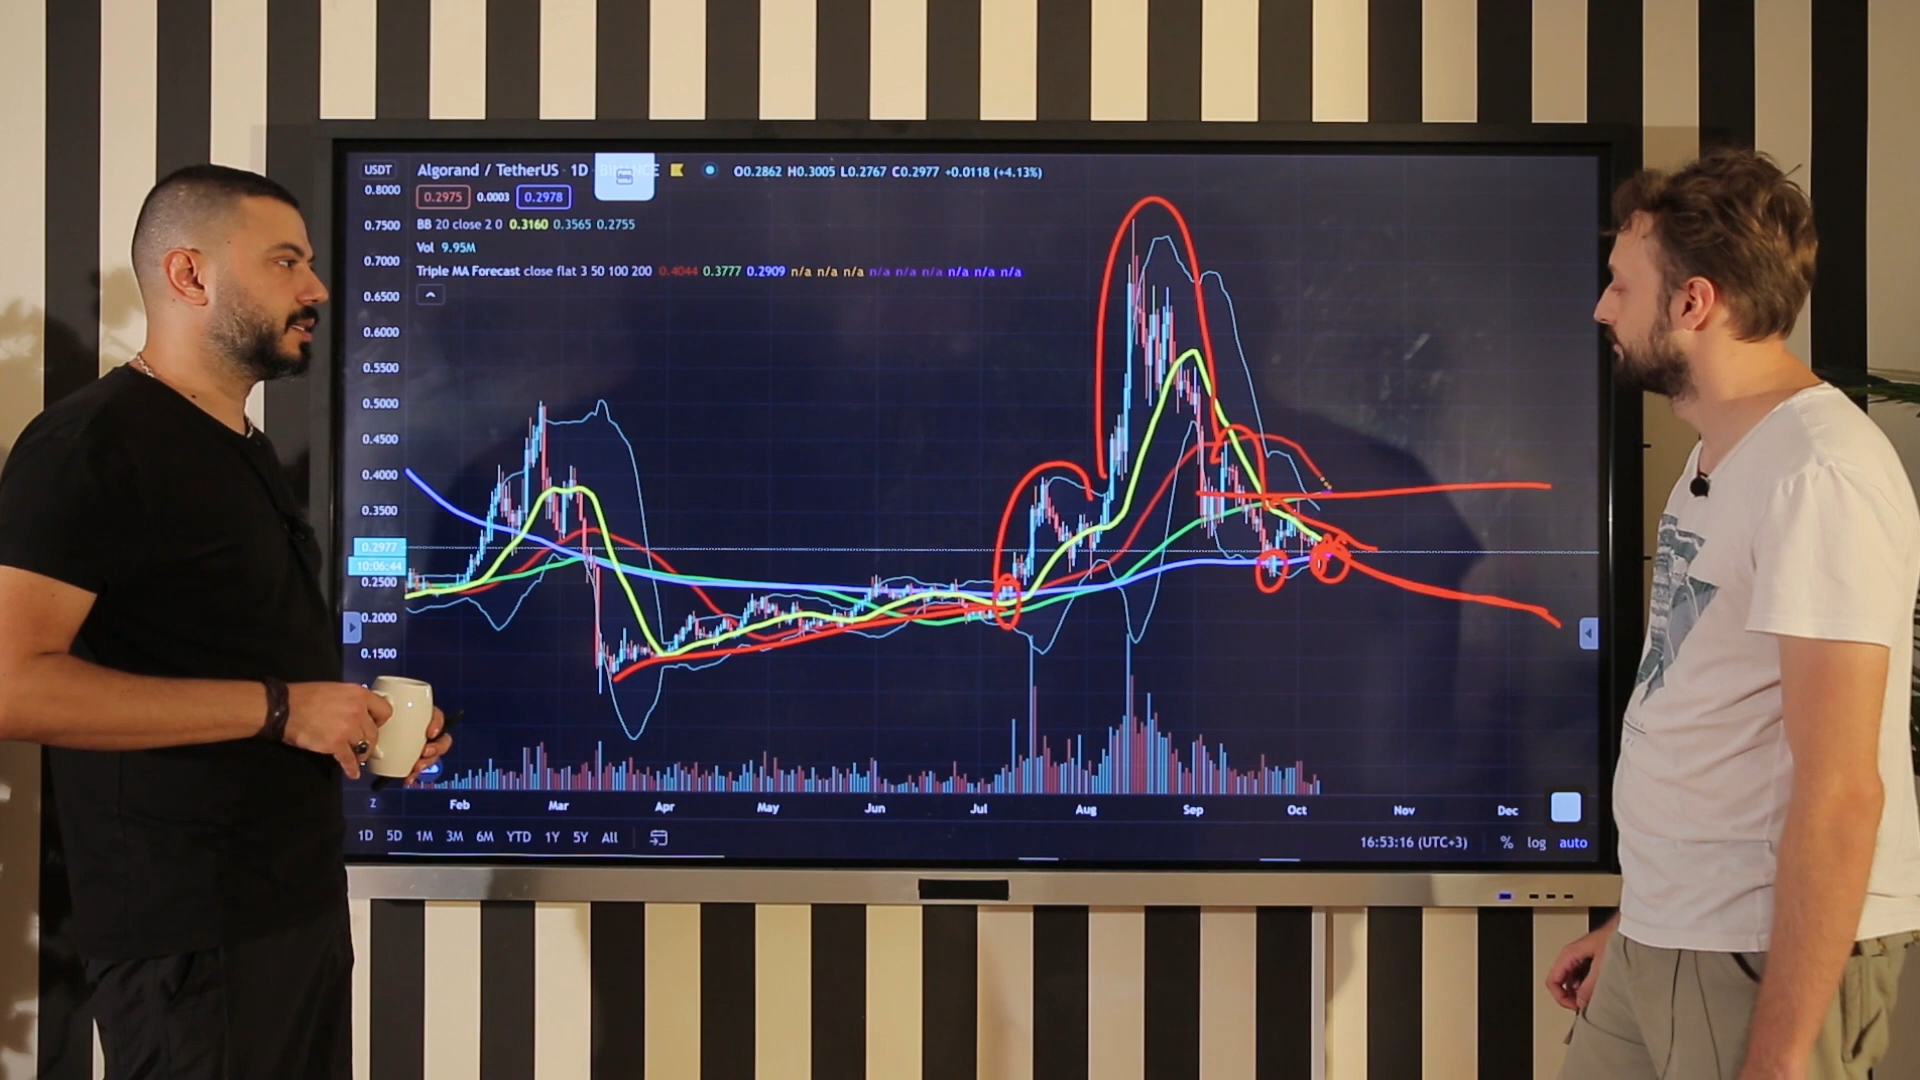 USDT
Algorand / TetherUS · 1D · BINANCE
O0.2862 H0.3005 L0.2767 C0.2977 +0.0118 (+4.13%)
0.2975 0.0003 0.2978
BB 20 close 2 0 0.3160 0.3565 0.2755
Vol 9.95M
Triple MA Forecast close flat 3 50 100 200 0.4044 0.3777 0.2909 n/a n/a n/a n/a n/a n/a n/a n/a n/a
0.8000
0.7500
0.7000
0.6500
0.6000
0.5500
0.5000
0.4500
0.4000
0.3500
0.2977
10:06:44
0.2500
0.2000
0.1500
Z
Feb Mar Apr May Jun Jul Aug Sep Oct Nov Dec
1D 5D 1M 3M 6M YTD 1Y 5Y All
16:53:16 (UTC+3) % log auto